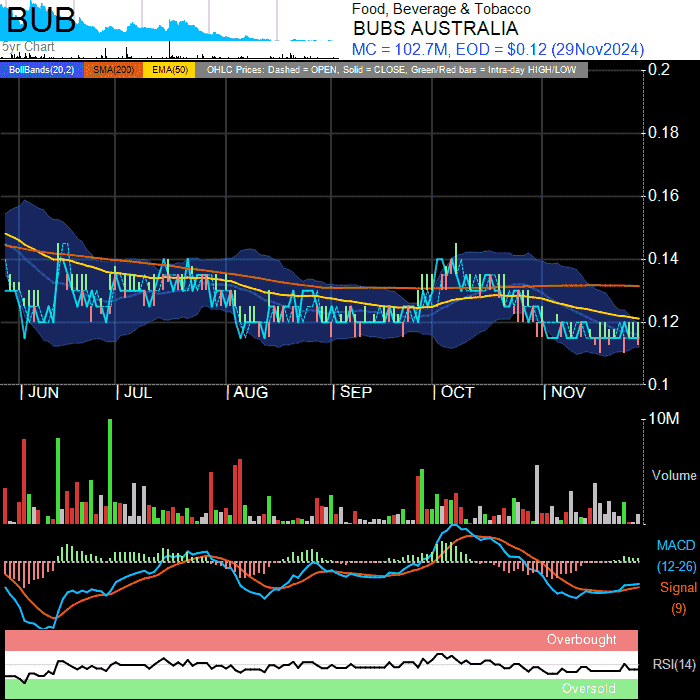 BUB
5yr Chart
Food, Beverage & Tobacco
BUBS AUSTRALIA
MC = 102.7M, EOD = $0.12 (29Nov2024)
BollBands(20,2) SMA(200) EMA(50) OHLC Prices: Dashed = OPEN, Solid = CLOSE, Green/Red bars = Intra-day HIGH/LOW
0.2
0.18
0.16
0.14
0.12
0.1
JUN JUL AUG SEP OCT NOV
10M
Volume
MACD
(12-26)
Signal
(9)
Overbought
RSI(14)
Oversold